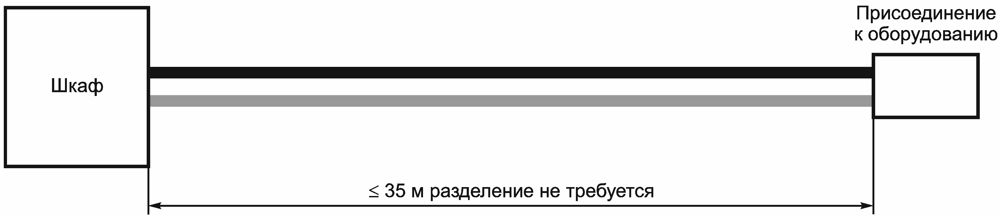 Присоединение
к оборудованию
Шкаф
≤ 35 м разделение не требуется